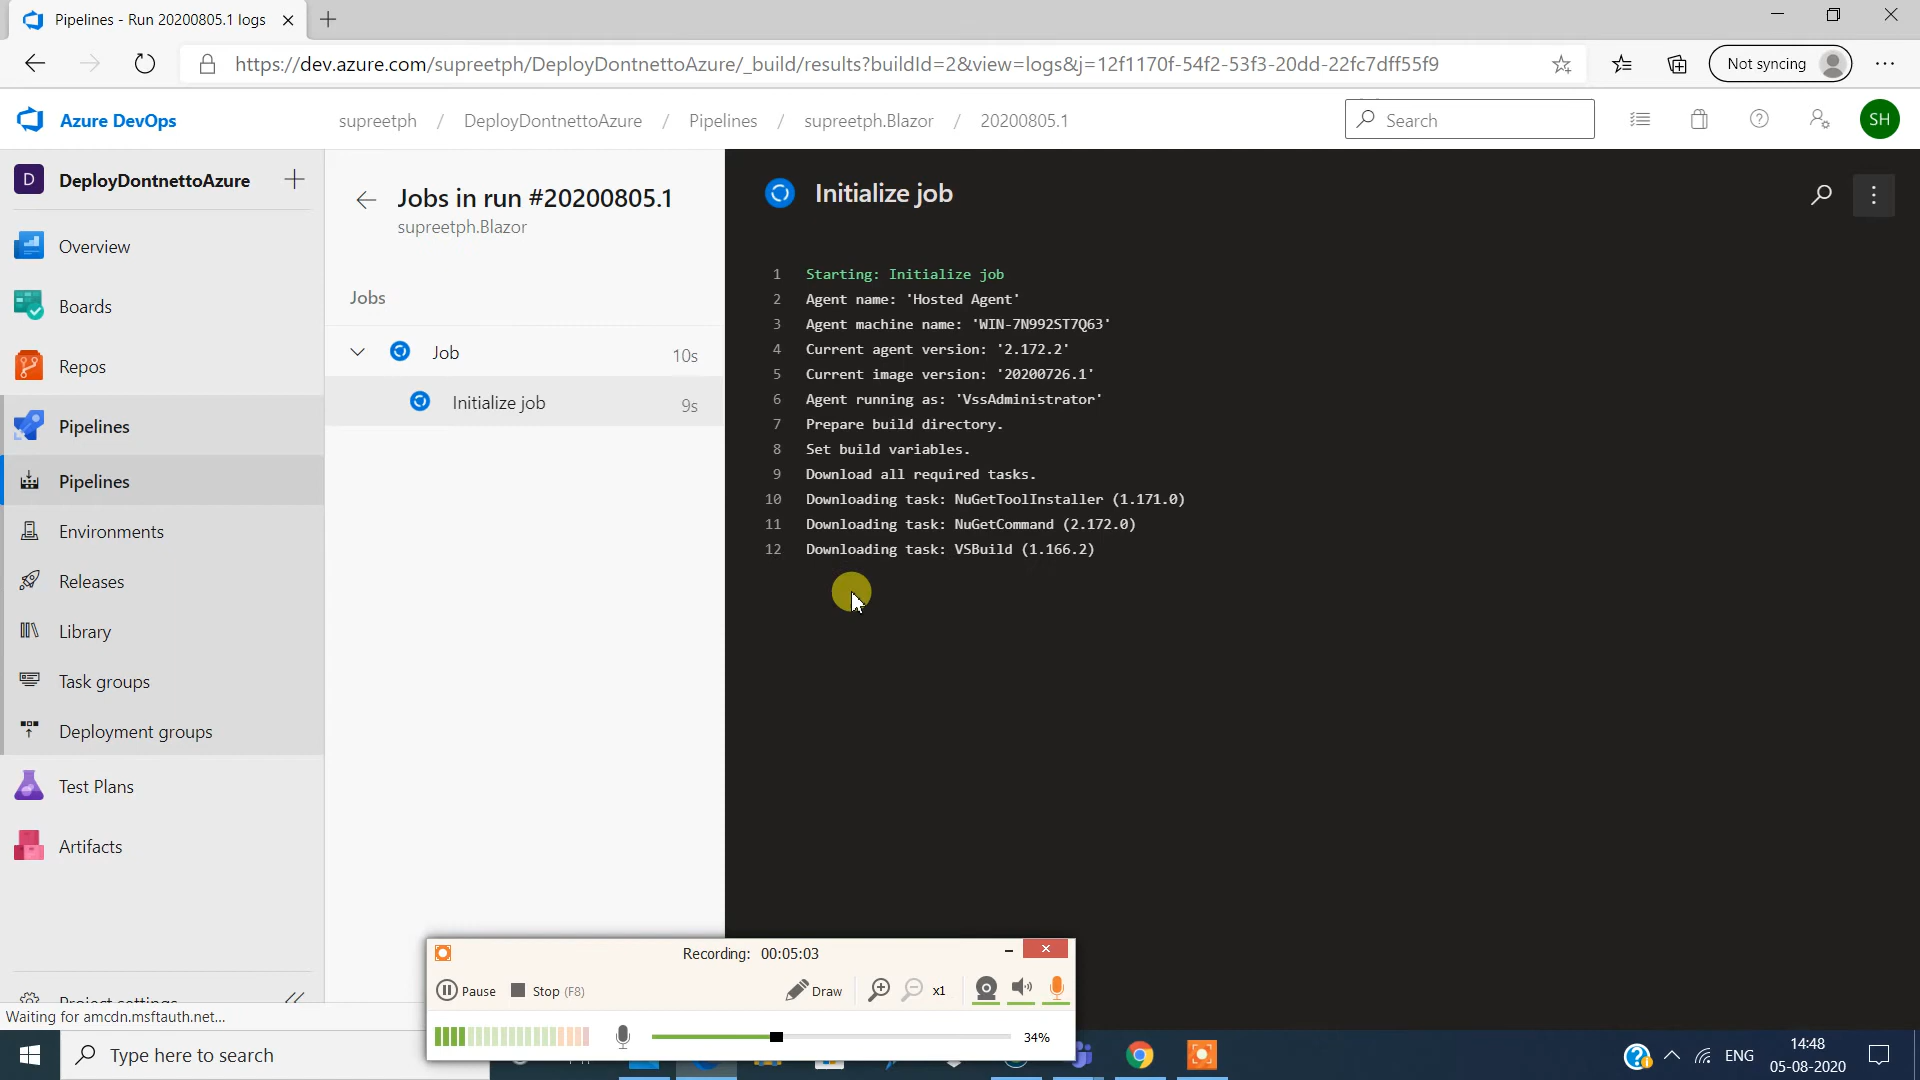 Pipelines - Run 20200805.1 logs
https://dev.azure.com/supreetph/DeployDontnettoAzure/_build/results?buildId=2&view=logs&j=12f1170f-54f2-53f3-20dd-22fc7dff55f9
Not syncing
Azure DevOps
supreetph / DeployDontnettoAzure / Pipelines / supreetph.Blazor / 20200805.1
Search
SH
D DeployDontnettoAzure
Overview
Boards
Repos
Pipelines
Pipelines
Environments
Releases
Library
Task groups
Deployment groups
Test Plans
Artifacts
Project settings
Waiting for amcdn.msftauth.net...
Jobs in run #20200805.1
supreetph.Blazor
Jobs
Job 10s
Initialize job 9s
Initialize job
1 Starting: Initialize job
2 Agent name: 'Hosted Agent'
3 Agent machine name: 'WIN-7N992ST7Q63'
4 Current agent version: '2.172.2'
5 Current image version: '20200726.1'
6 Agent running as: 'VssAdministrator'
7 Prepare build directory.
8 Set build variables.
9 Download all required tasks.
10 Downloading task: NuGetToolInstaller (1.171.0)
11 Downloading task: NuGetCommand (2.172.0)
12 Downloading task: VSBuild (1.166.2)
Recording: 00:05:03
Pause Stop (F8) Draw x1
34%
Type here to search
ENG
14:48
05-08-2020